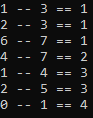 1 -- 3 == 1
2 -- 3 == 1
6 -- 7 == 1
4 -- 7 == 2
1 -- 4 == 3
2 -- 5 == 3
0 -- 1 == 4